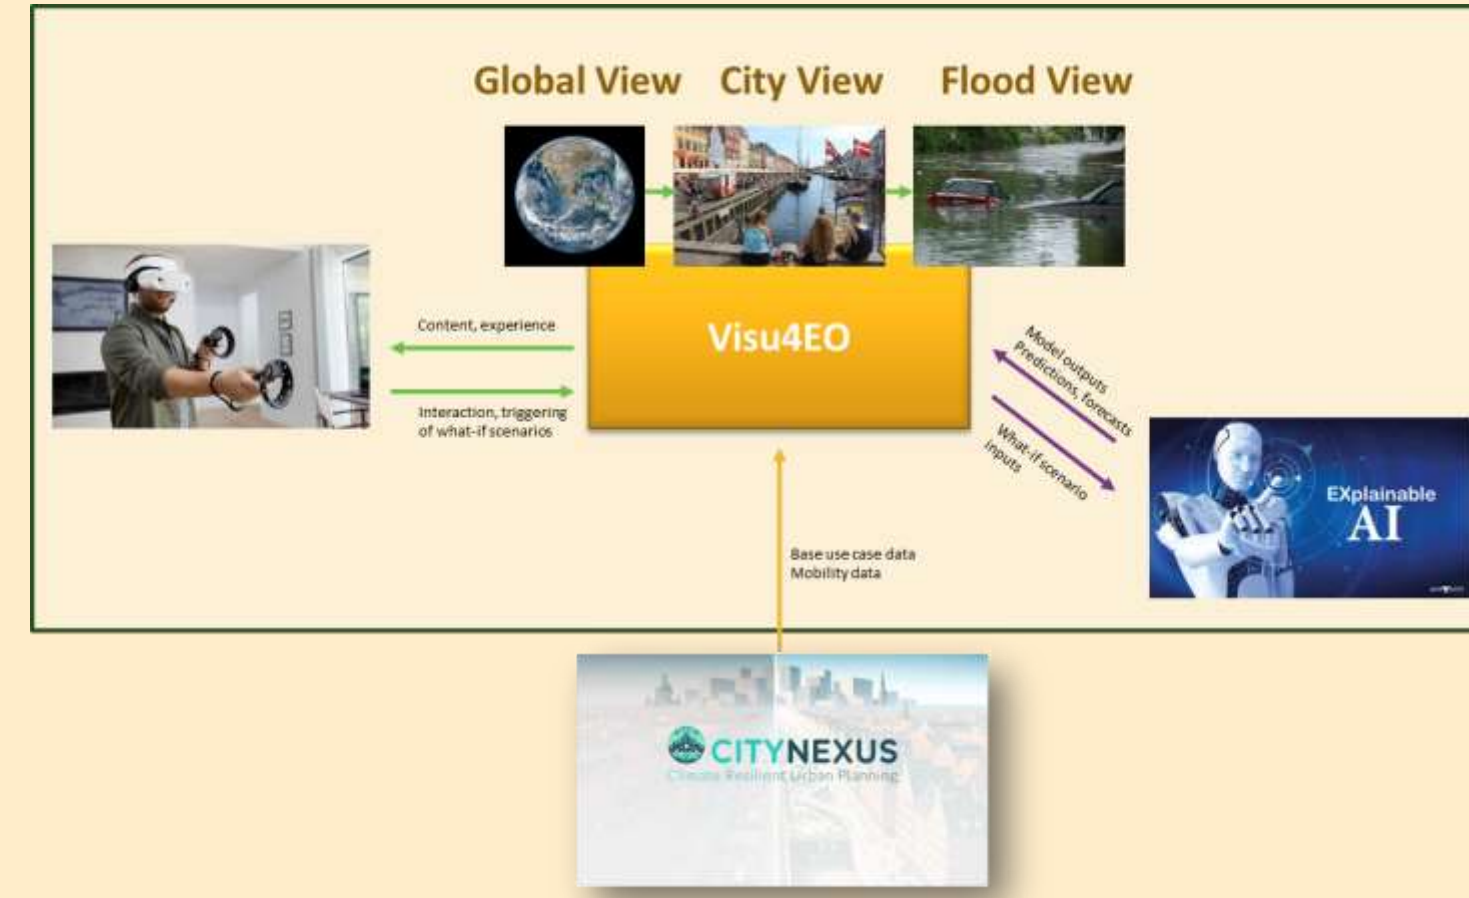 Global View City View Flood View
Visu4EO
Content, experience
Interaction, triggering
of what-if scenarios
Model outputs
Predictions, forecasts
What-if scenario
inputs
EXplainable
AI
Base use case data
Mobility data
CITYNEXUS
Climate Resilient Urban Planning